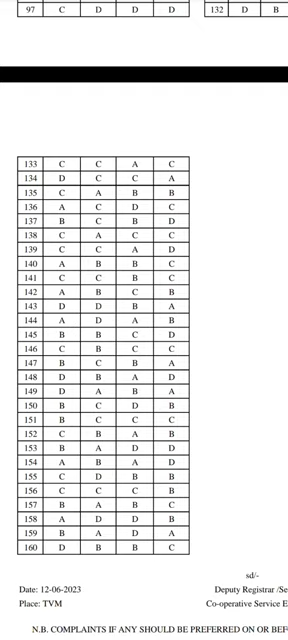 97 C D D D 132 D B
133 C C A C
134 D C C A
135 C A B B
136 A C D C
137 B C B D
138 C A C C
139 C C A D
140 A B B C
141 C C B C
142 A B C B
143 D D B A
144 A D A B
145 B B C D
146 C B C C
147 B C B A
148 D B A D
149 D A B A
150 B C D B
151 B C C C
152 C B A B
153 B A D D
154 A B A D
155 C D B B
156 C C C B
157 B A B C
158 A D D B
159 B A D A
160 D B B C
sd/-
Date: 12-06-2023 Deputy Registrar /Se
Place: TVM Co-operative Service E
N.B. COMPLAINTS IF ANY SHOULD BE PREFERRED ON OR BEF